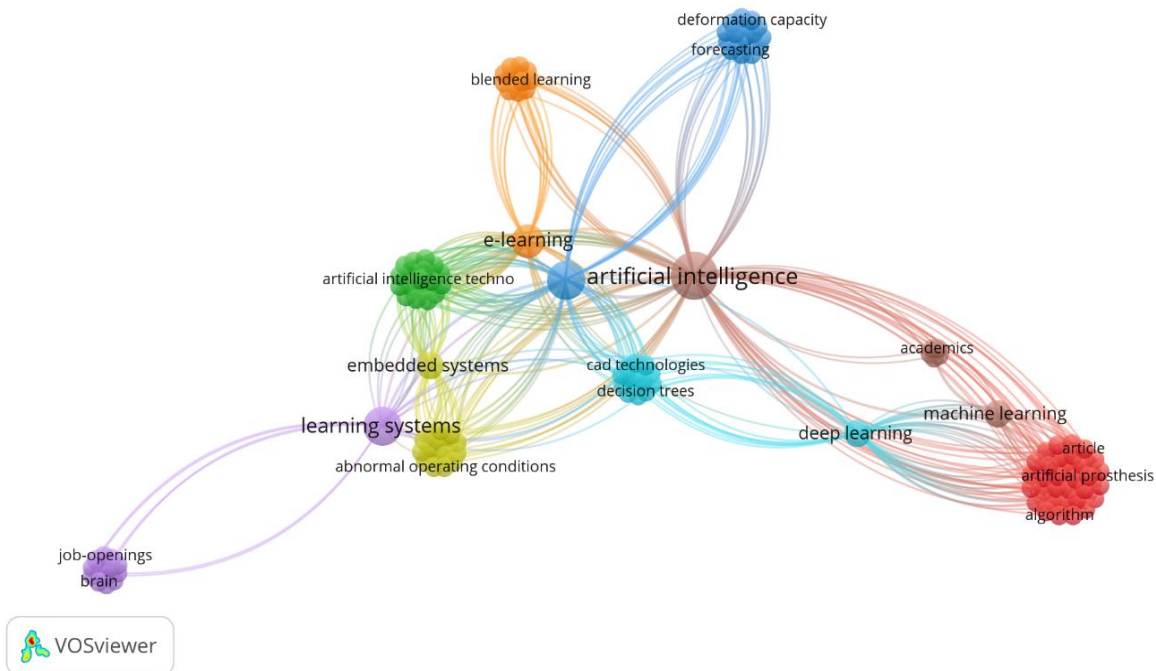 deformation capacity
forecasting
blended learning
e-learning
artificial intelligence techno
artificial intelligence
embedded systems
cad technologies
decision trees
academics
learning systems
machine learning
deep learning
abnormal operating conditions
article
artificial prosthesis
algorithm
job-openings
brain
VOSviewer